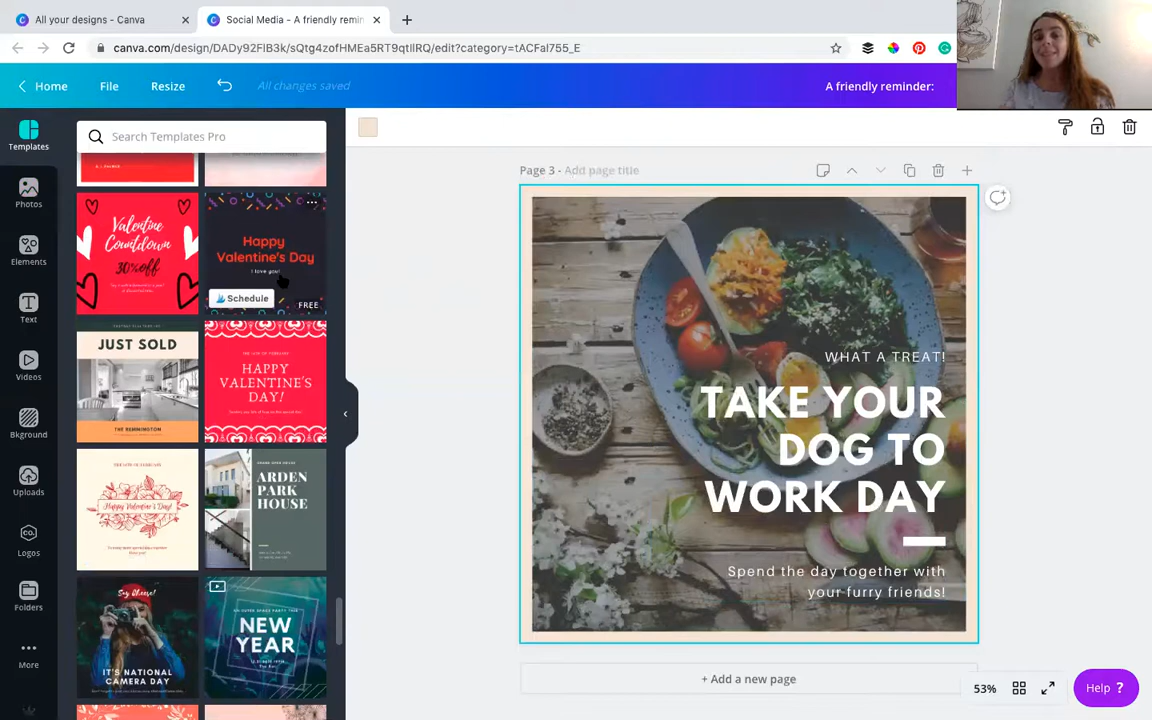 All your designs - Canva
Social Media - A friendly remin
canva.com/design/DADy92FlB3k/sQtg4zofHMEa5RT9qtIlRQ/edit?category=tACFal755_E
Home
File
Resize
All changes saved
A friendly reminder:
Templates
Photos
Elements
Text
Videos
Bkground
Uploads
Logos
Folders
More
Search Templates Pro
Valentine
Countdown
30% off
Happy
Valentine's Day
I love you!
Schedule
FREE
JUST SOLD
THE REMINGTON
HAPPY
VALENTINE'S
DAY!
Happy Valentine's Day!
ARDEN
PARK
HOUSE
Say Cheese!
IT'S NATIONAL
CAMERA DAY
NEW
YEAR
Page 3 - Add page title
WHAT A TREAT!
TAKE YOUR
DOG TO
WORK DAY
Spend the day together with
your furry friends!
+ Add a new page
53%
Help ?